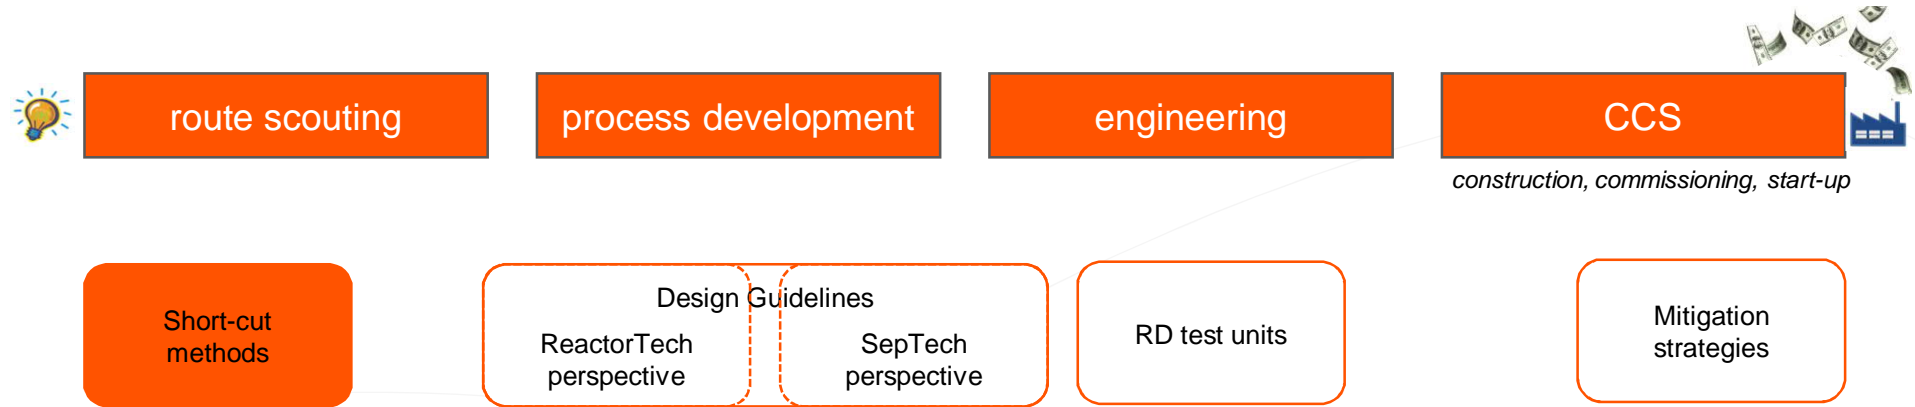 route scouting
process development
engineering
CCS
construction, commissioning, start-up
Short-cut
methods
Design Guidelines
ReactorTech
perspective
SepTech
perspective
RD test units
Mitigation
strategies